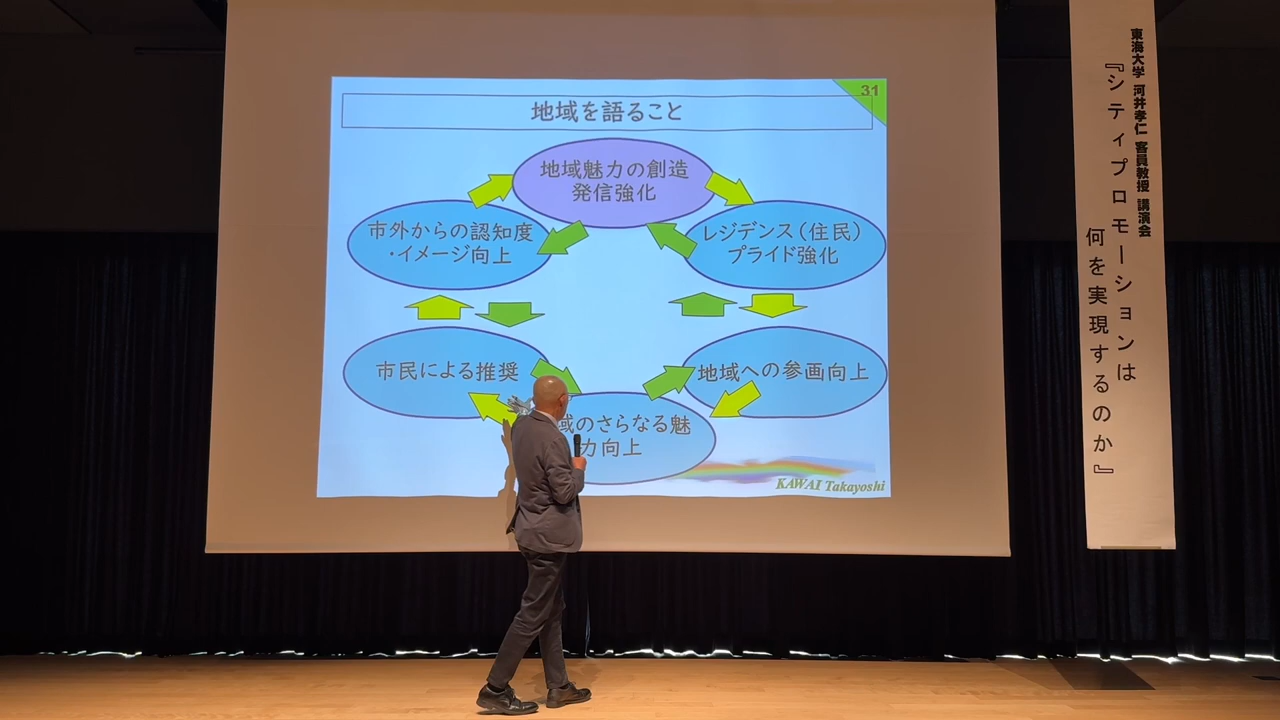 31
地域を語ること
地域魅力の創造
発信強化
市外からの認知度
・イメージ向上
レジデンス(住民)
プライド強化
市民による推奨
地域への参画向上
域のさらなる魅
力向上
KAWAI Takayoshi
東海大学 河井孝仁 客員教授 講演会
『シティプロモーションは
何を実現するのか』